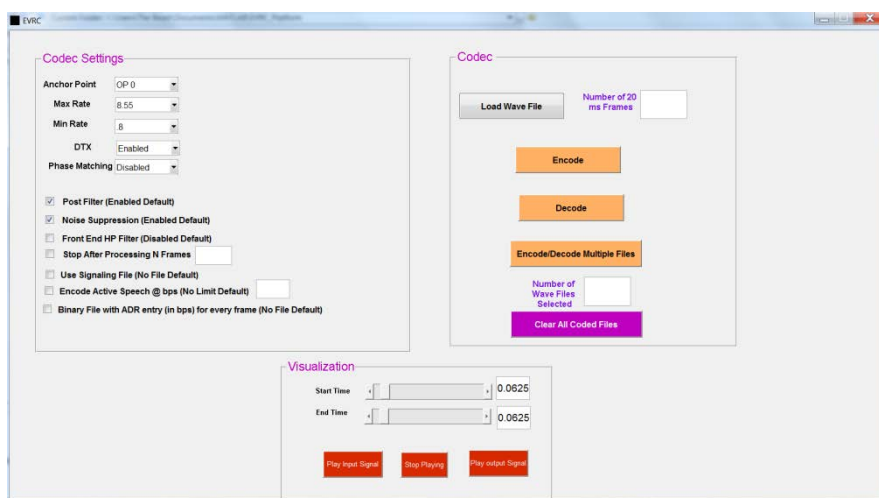 EVRC
Codec Settings
Anchor Point OP 0
Max Rate 8.55
Min Rate .8
DTX Enabled
Phase Matching Disabled
Post Filter (Enabled Default)
Noise Suppression (Enabled Default)
Front End HP Filter (Disabled Default)
Stop After Processing N Frames
Use Signaling File (No File Default)
Encode Active Speech @ bps (No Limit Default)
Binary File with ADR entry (in bps) for every frame (No File Default)
Codec
Load Wave File
Number of 20
ms Frames
Encode
Decode
Encode/Decode Multiple Files
Number of
Wave Files
Selected
Clear All Coded Files
Visualization
Start Time 0.0625
End Time 0.0625
Play Input Signal Stop Playing Play output Signal